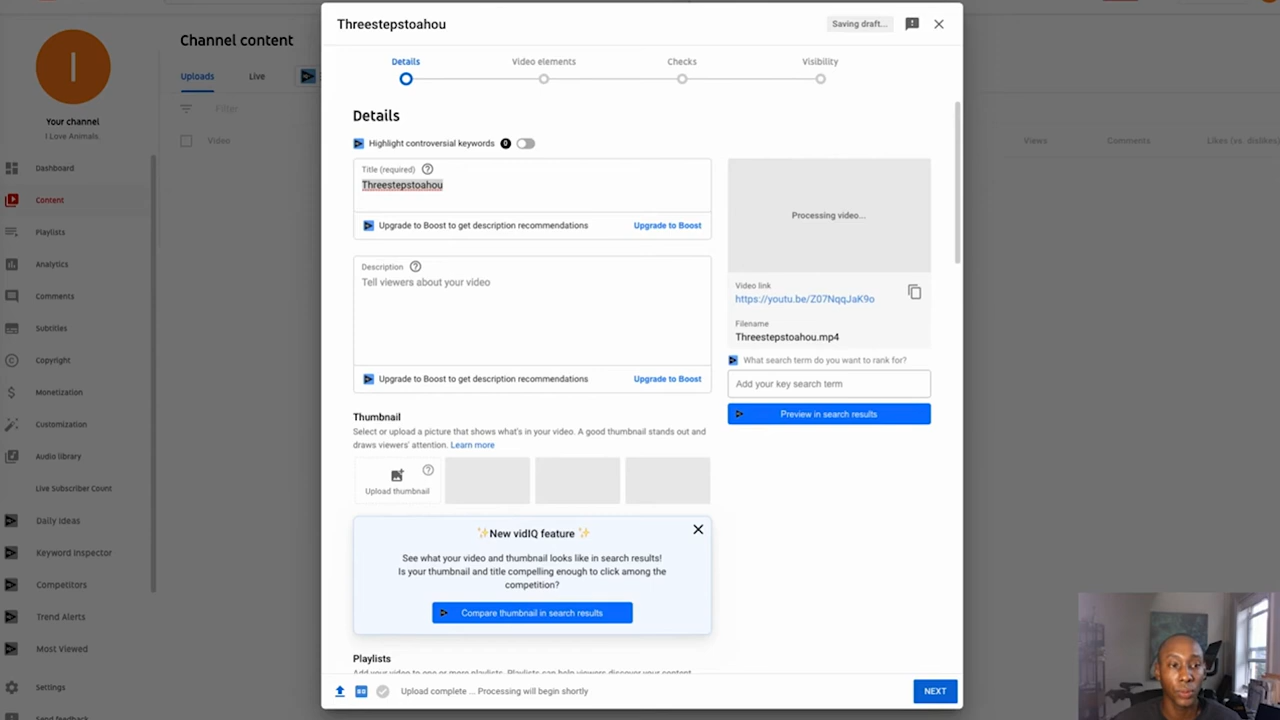 Threestepstoahou
Saving draft...
Channel content
Details
Video elements
Checks
Visibility
Uploads
Live
Filter
Video
Views
Comments
Likes (vs. dislikes)
I
Your channel
I Love Animals
Dashboard
Content
Playlists
Analytics
Comments
Subtitles
Copyright
Monetization
Customization
Audio library
Live Subscriber Count
Daily Ideas
Keyword Inspector
Competitors
Trend Alerts
Most Viewed
Settings
Send feedback
Details
Highlight controversial keywords 0
Title (required)
Threestepstoahou
Upgrade to Boost to get description recommendations
Upgrade to Boost
Description
Tell viewers about your video
Upgrade to Boost to get description recommendations
Upgrade to Boost
Thumbnail
Select or upload a picture that shows what's in your video. A good thumbnail stands out and
draws viewers' attention. Learn more
Upload thumbnail
✨New vidIQ feature ✨
See what your video and thumbnail looks like in search results!
Is your thumbnail and title compelling enough to click among the
competition?
Compare thumbnail in search results
Playlists
Add your video to one or more playlists. Playlists can help viewers discover your content
Processing video...
Video link
https://youtu.be/Z07NqqJaK9o
Filename
Threestepstoahou.mp4
What search term do you want to rank for?
Add your key search term
Preview in search results
Upload complete ... Processing will begin shortly
NEXT